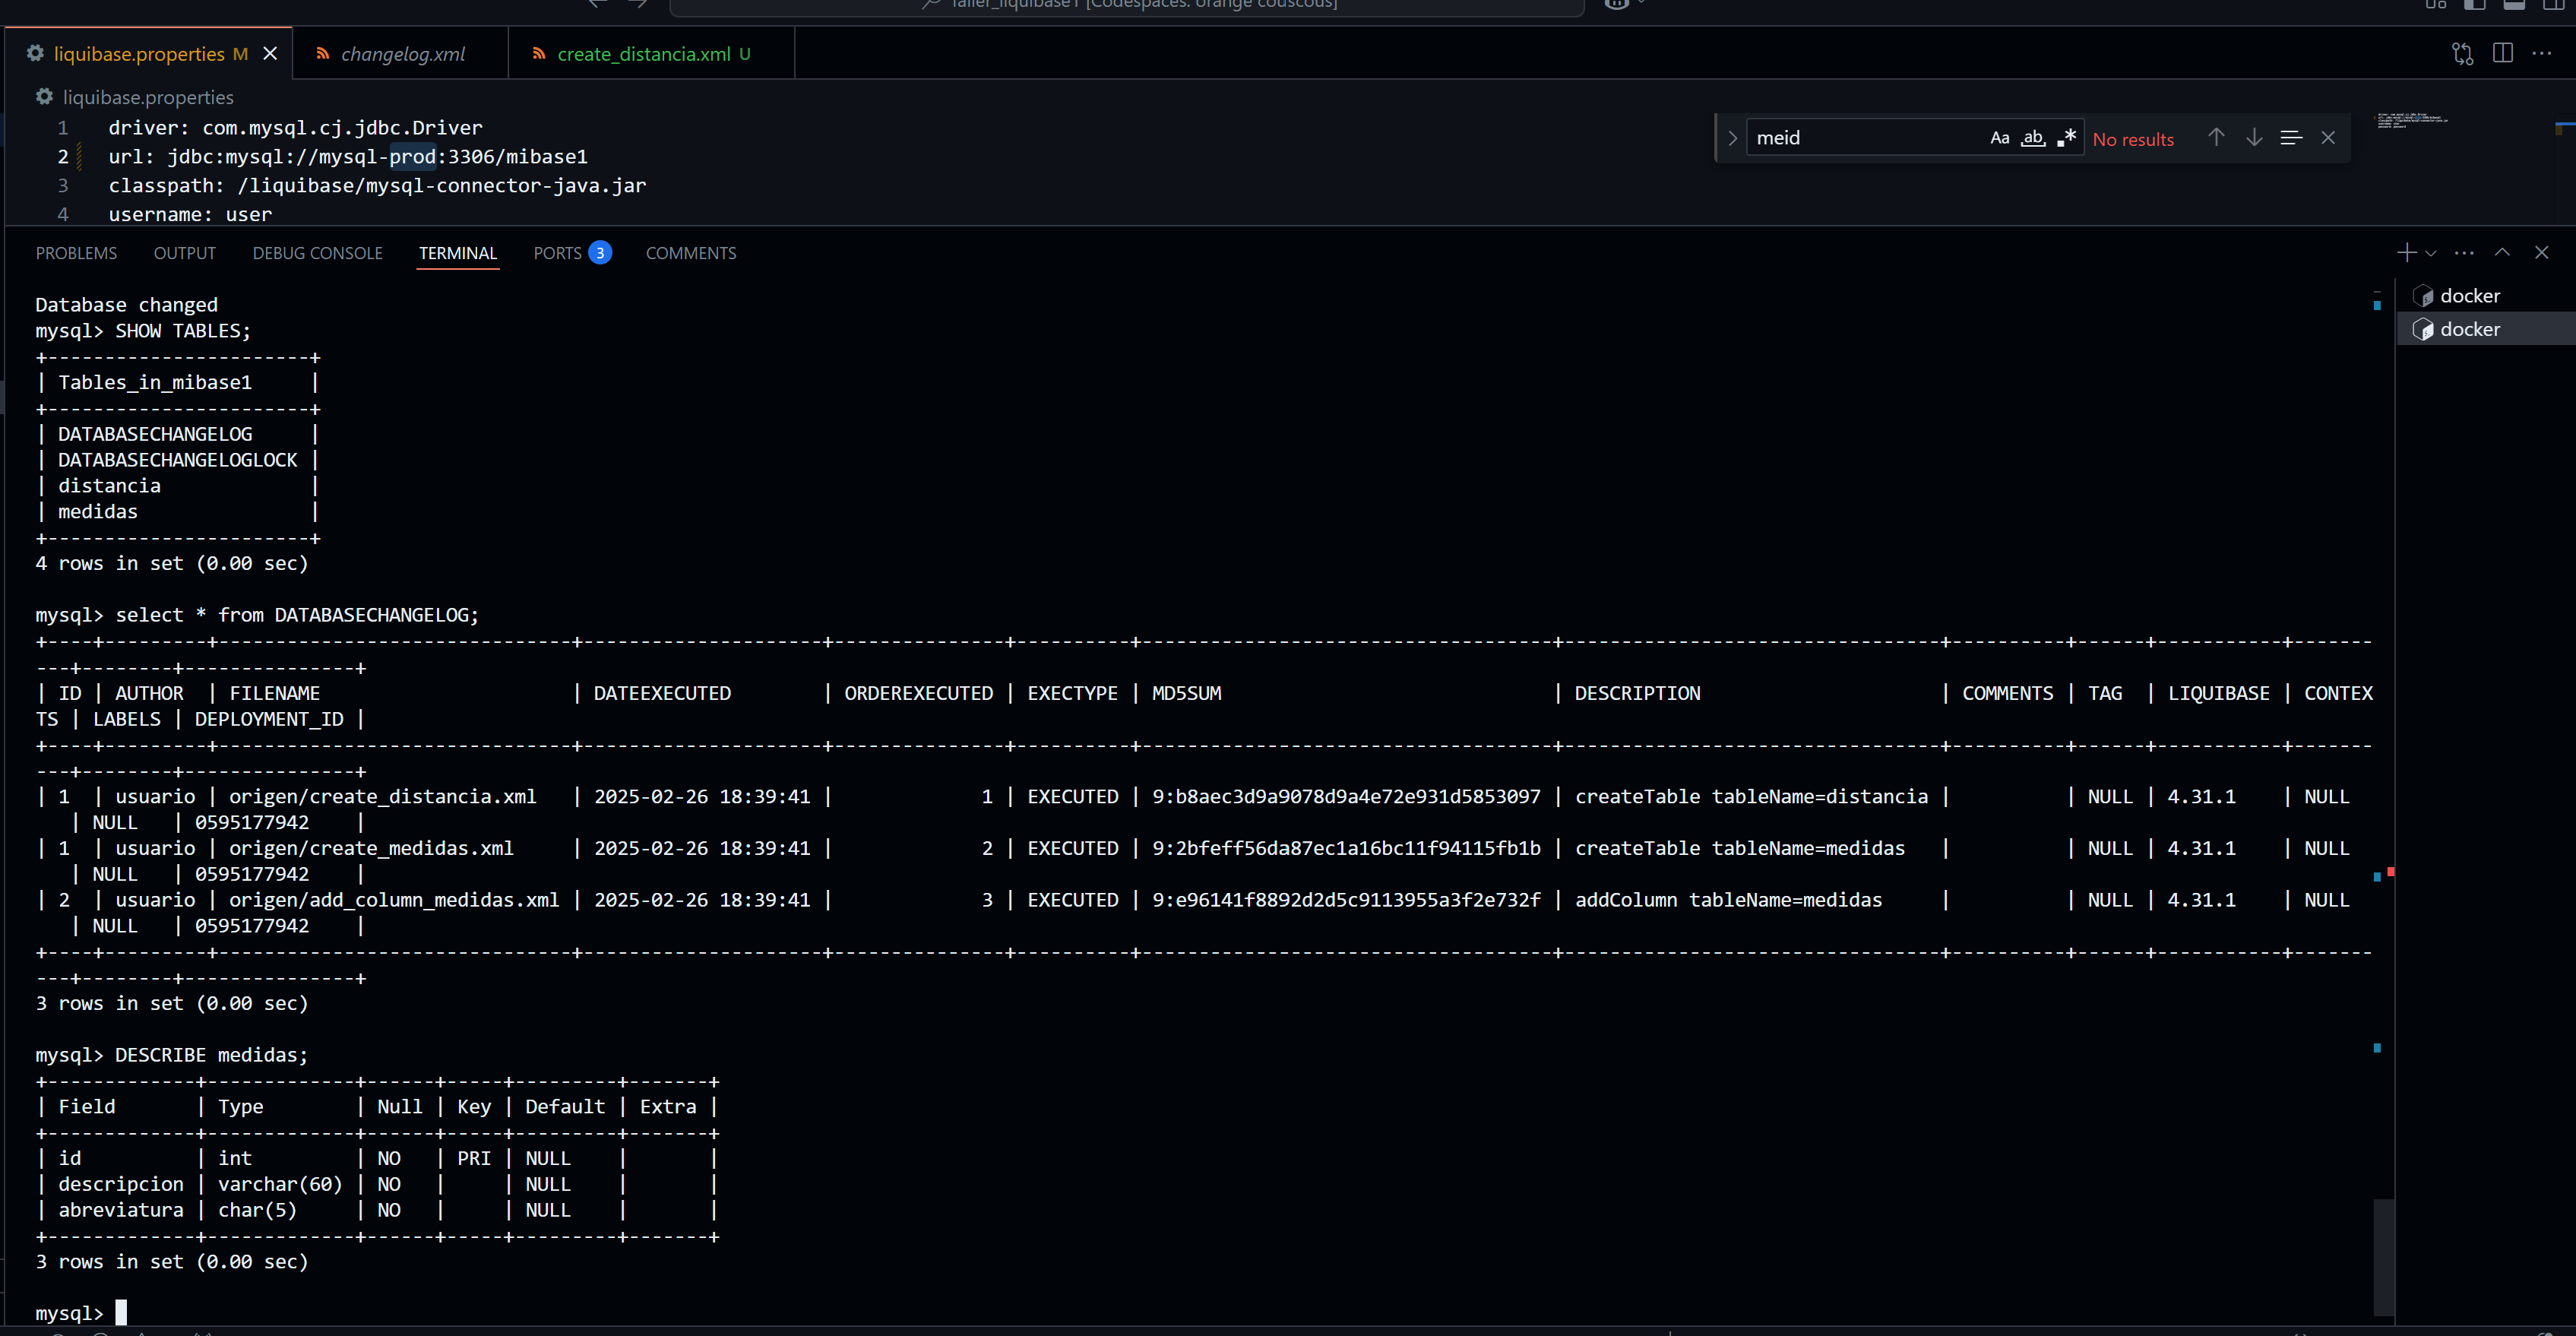 Taller_liquibase1 [Codespaces: orange couscous]
liquibase.properties M changelog.xml create_distancia.xml U
liquibase.properties
1 driver: com.mysql.cj.jdbc.Driver
2 url: jdbc:mysql://mysql-prod:3306/mibase1
3 classpath: /liquibase/mysql-connector-java.jar
4 username: user
meid Aa ab No results
PROBLEMS OUTPUT DEBUG CONSOLE TERMINAL PORTS 3 COMMENTS
docker
docker
Database changed
mysql> SHOW TABLES;
+-----------------------+
| Tables_in_mibase1     |
+-----------------------+
| DATABASECHANGELOG     |
| DATABASECHANGELOGLOCK |
| distancia             |
| medidas               |
+-----------------------+
4 rows in set (0.00 sec)
mysql> select * from DATABASECHANGELOG;
+----+---------+-------------------------------+---------------------+---------------+----------+------------------------------------+---------------------------------+----------+------+-----------+-------
---+--------+---------------+
| ID | AUTHOR  | FILENAME                      | DATEEXECUTED        | ORDEREXECUTED | EXECTYPE | MD5SUM                             | DESCRIPTION                     | COMMENTS | TAG  | LIQUIBASE | CONTEX
TS | LABELS | DEPLOYMENT_ID |
+----+---------+-------------------------------+---------------------+---------------+----------+------------------------------------+---------------------------------+----------+------+-----------+-------
---+--------+---------------+
| 1  | usuario | origen/create_distancia.xml   | 2025-02-26 18:39:41 |             1 | EXECUTED | 9:b8aec3d9a9078d9a4e72e931d5853097 | createTable tableName=distancia |          | NULL | 4.31.1    | NULL
   | NULL   | 0595177942    |
| 1  | usuario | origen/create_medidas.xml     | 2025-02-26 18:39:41 |             2 | EXECUTED | 9:2bfeff56da87ec1a16bc11f94115fb1b | createTable tableName=medidas   |          | NULL | 4.31.1    | NULL
   | NULL   | 0595177942    |
| 2  | usuario | origen/add_column_medidas.xml | 2025-02-26 18:39:41 |             3 | EXECUTED | 9:e96141f8892d2d5c9113955a3f2e732f | addColumn tableName=medidas     |          | NULL | 4.31.1    | NULL
   | NULL   | 0595177942    |
+----+---------+-------------------------------+---------------------+---------------+----------+------------------------------------+---------------------------------+----------+------+-----------+-------
---+--------+---------------+
3 rows in set (0.00 sec)
mysql> DESCRIBE medidas;
+-------------+-------------+------+-----+---------+-------+
| Field       | Type        | Null | Key | Default | Extra |
+-------------+-------------+------+-----+---------+-------+
| id          | int         | NO   | PRI | NULL    |       |
| descripcion | varchar(60) | NO   |     | NULL    |       |
| abreviatura | char(5)     | NO   |     | NULL    |       |
+-------------+-------------+------+-----+---------+-------+
3 rows in set (0.00 sec)
mysql>